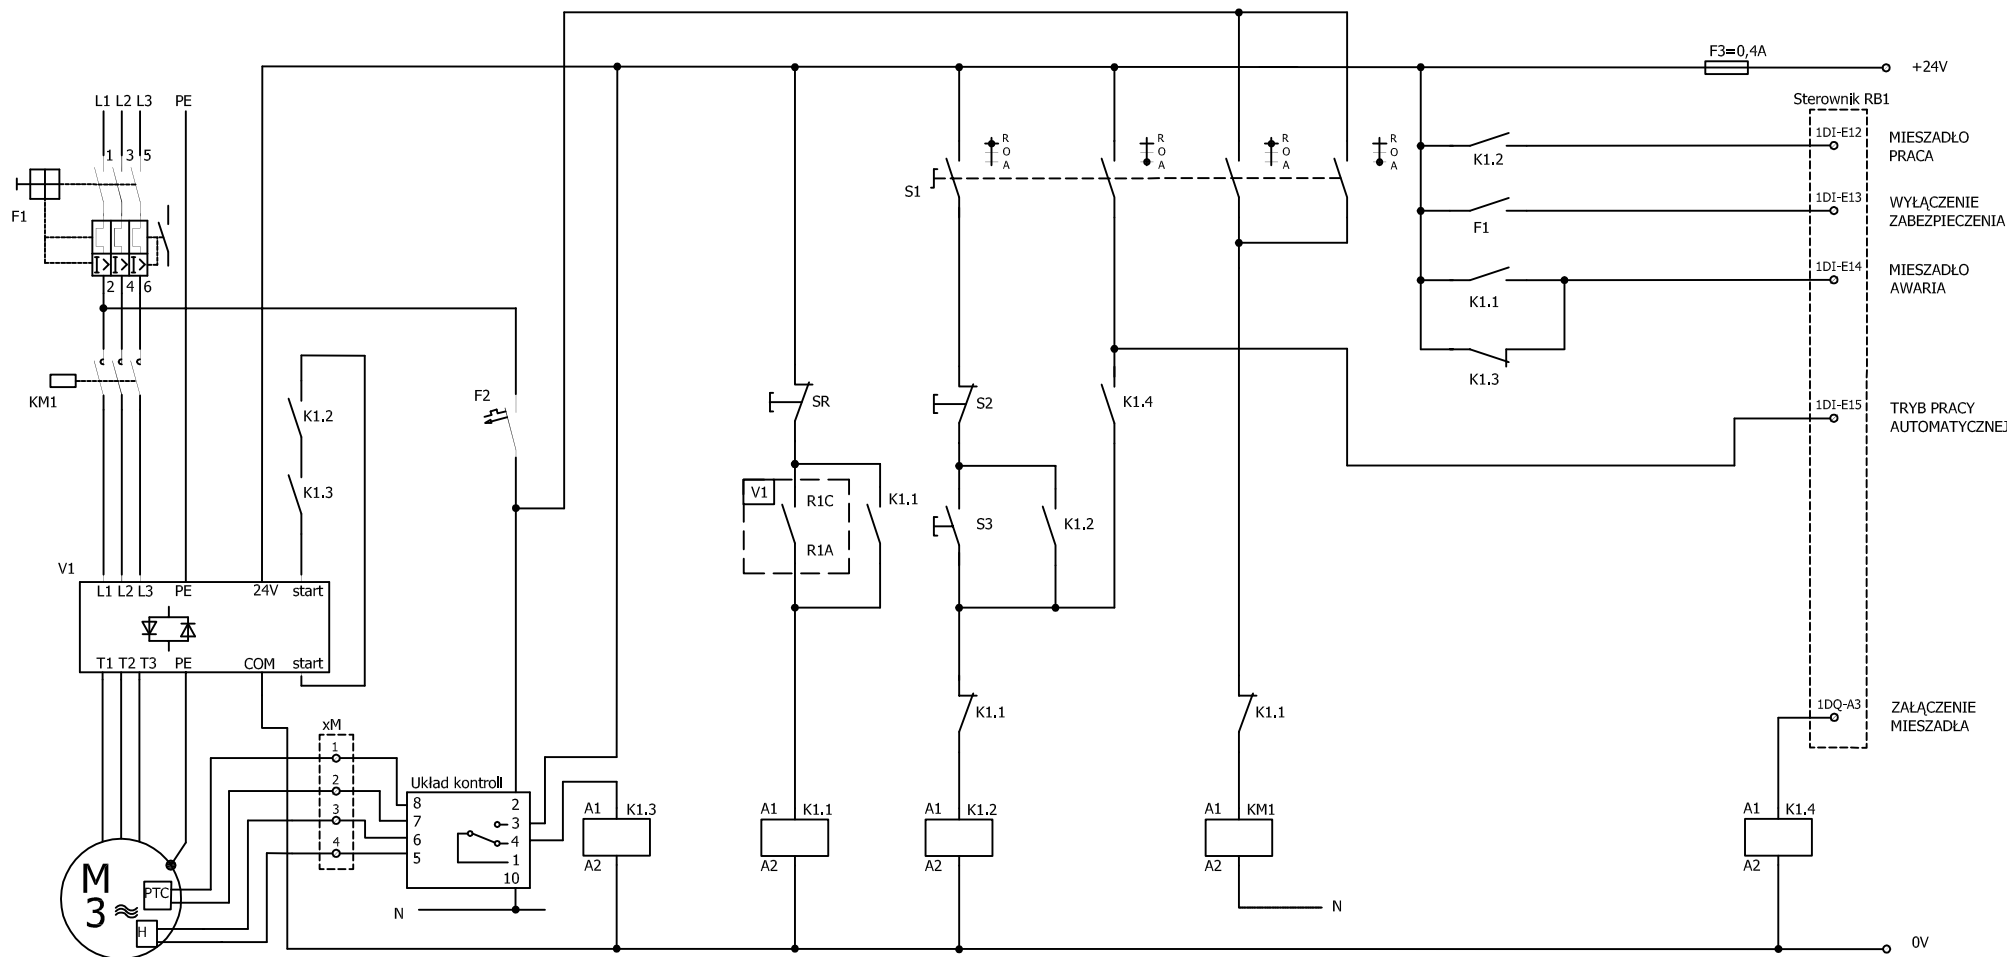 F3=0,4A
+24V
L1 L2 L3 PE
Sterownik RB1
1DI-E12
MIESZADŁO
PRACA
R
O
A
R
O
A
R
O
A
R
O
A
1 3 5
K1.2
S1
F1
1DI-E13
WYŁĄCZENIE
ZABEZPIECZENIA
F1
1DI-E14
MIESZADŁO
AWARIA
2 4 6
K1.1
K1.3
KM1
F2
K1.2
SR
S2
K1.4
1DI-E15
TRYB PRACY
AUTOMATYCZNEJ
K1.3
V1
R1C
K1.1
S3
K1.2
R1A
V1
L1 L2 L3 PE 24V start
T1 T2 T3 PE COM start
K1.1
K1.1
1DQ-A3
ZAŁĄCZENIE
MIESZADŁA
xM
1
2
3
4
Układ kontroli
8 2
7 3
6 4
5 1
10
A1 K1.3
A2
A1 K1.1
A2
A1 K1.2
A2
A1 KM1
A2
A1 K1.4
A2
M
3
PTC
H
N
N
0V